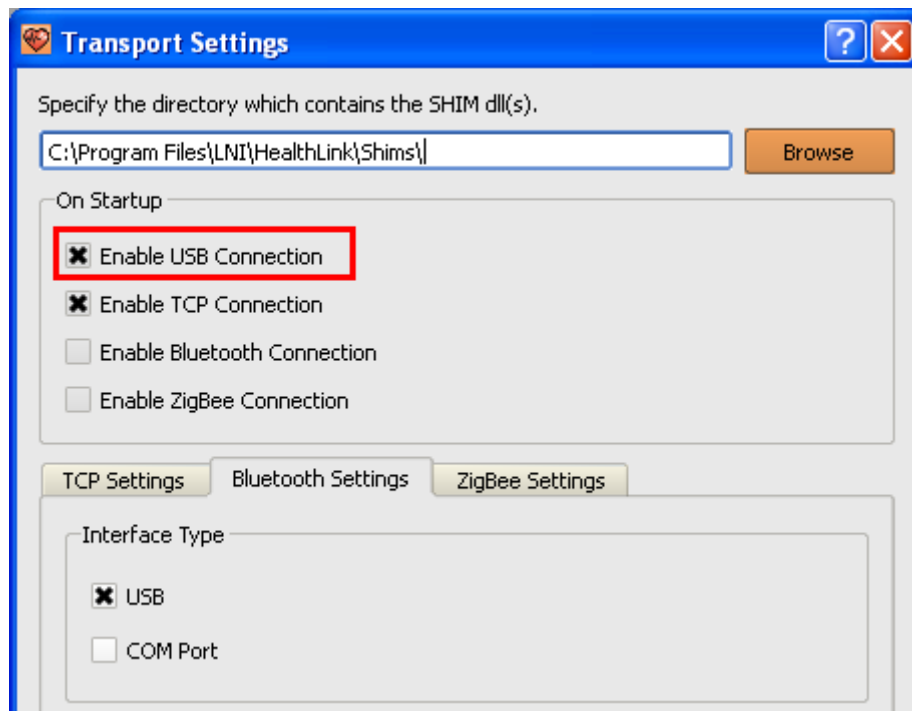 Transport Settings
Specify the directory which contains the SHIM dll(s).
C:\Program Files\LNI\HealthLink\Shims\
Browse
On Startup
Enable USB Connection
Enable TCP Connection
Enable Bluetooth Connection
Enable ZigBee Connection
TCP Settings Bluetooth Settings ZigBee Settings
Interface Type
USB
COM Port